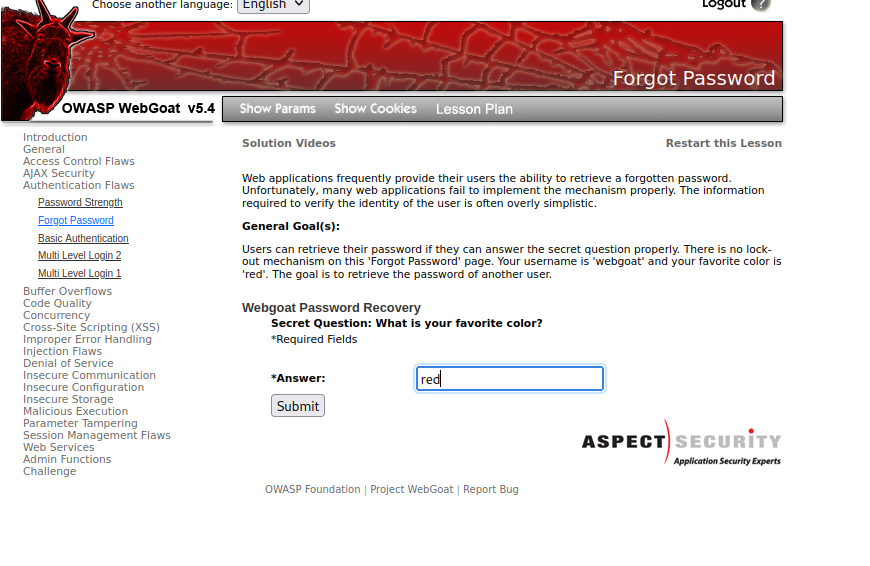 Choose another language: English
Logout ?
Forgot Password
OWASP WebGoat v5.4
Show Params Show Cookies Lesson Plan
Introduction
General
Access Control Flaws
AJAX Security
Authentication Flaws
Password Strength
Forgot Password
Basic Authentication
Multi Level Login 2
Multi Level Login 1
Buffer Overflows
Code Quality
Concurrency
Cross-Site Scripting (XSS)
Improper Error Handling
Injection Flaws
Denial of Service
Insecure Communication
Insecure Configuration
Insecure Storage
Malicious Execution
Parameter Tampering
Session Management Flaws
Web Services
Admin Functions
Challenge
Solution Videos Restart this Lesson
Web applications frequently provide their users the ability to retrieve a forgotten password.
Unfortunately, many web applications fail to implement the mechanism properly. The information
required to verify the identity of the user is often overly simplistic.
General Goal(s):
Users can retrieve their password if they can answer the secret question properly. There is no lock-
out mechanism on this 'Forgot Password' page. Your username is 'webgoat' and your favorite color is
'red'. The goal is to retrieve the password of another user.
Webgoat Password Recovery
Secret Question: What is your favorite color?
*Required Fields
*Answer: red
Submit
ASPECT SECURITY
Application Security Experts
OWASP Foundation | Project WebGoat | Report Bug